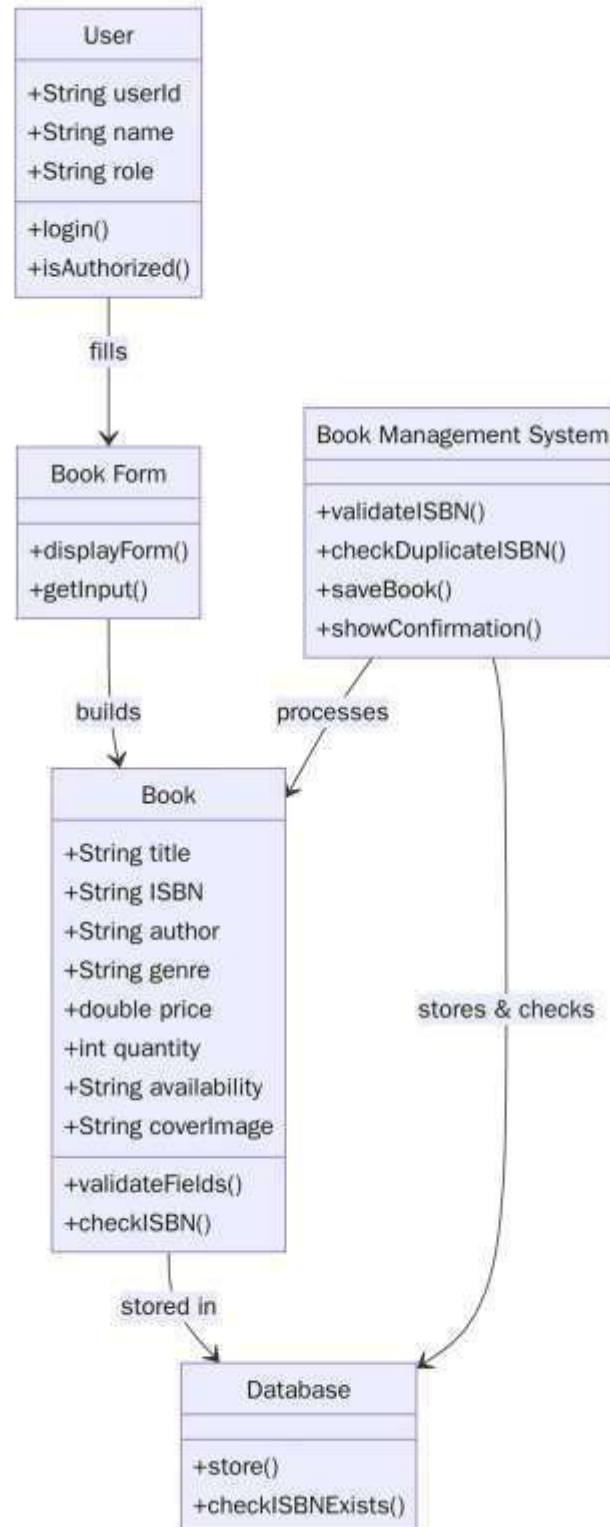 User
+String userId
+String name
+String role
+login()
+isAuthorized()
fills
Book Form
+displayForm()
+getInput()
Book Management System
+validateISBN()
+checkDuplicateISBN()
+saveBook()
+showConfirmation()
builds
processes
Book
+String title
+String ISBN
+String author
+String genre
+double price
+int quantity
+String availability
+String coverImage
+validateFields()
+checkISBN()
stores & checks
stored in
Database
+store()
+checkISBNExists()